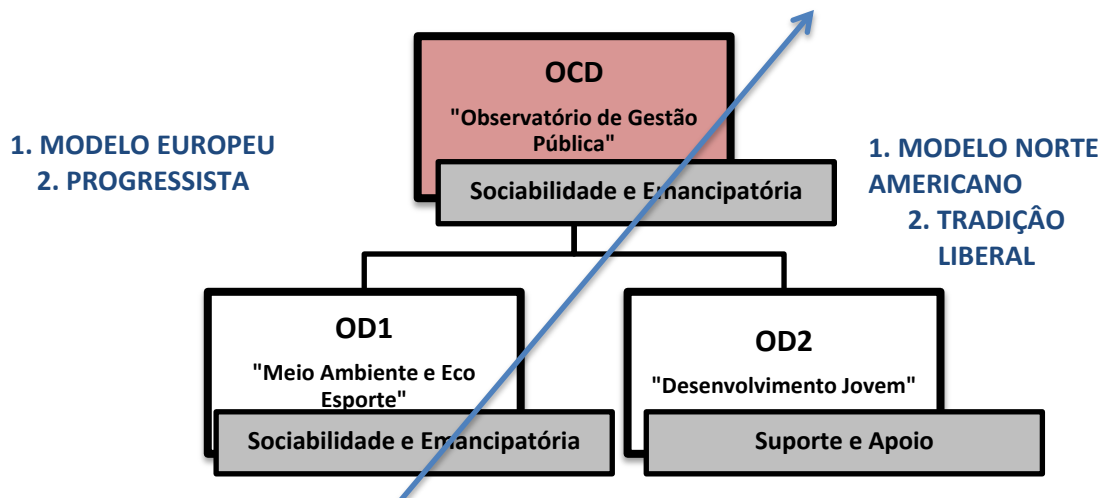 OCD
"Observatório de Gestão
Pública"
Sociabilidade e Emancipatória
1. MODELO EUROPEU
2. PROGRESSISTA
1. MODELO NORTE
AMERICANO
2. TRADIÇÂO
LIBERAL
OD1
"Meio Ambiente e Eco
Esporte"
Sociabilidade e Emancipatória
OD2
"Desenvolvimento Jovem"
Suporte e Apoio